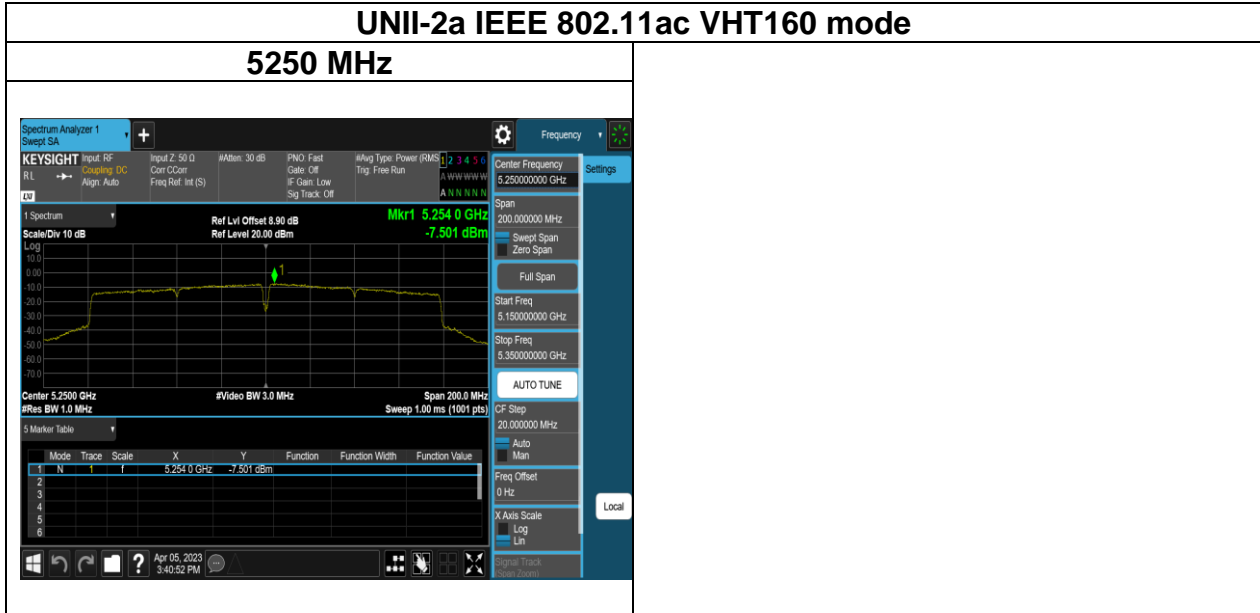 UNII-2a IEEE 802.11ac VHT160 mode
5250 MHz
Spectrum Analyzer 1
Swept SA
+
Frequency
KEYSIGHT Input: RF Input Z: 50 Ω #Atten: 30 dB PNO: Fast #Avg Type: Power (RMS 1 2 3 4 5 6
RL Coupling: DC Corr CCorr Gate: Off Trig: Free Run A W W W W W
Align: Auto Freq Ref: Int (S) IF Gain: Low
LXI Sig Track: Off A N N N N N
Center Frequency
5.250000000 GHz
Settings
Span
200.000000 MHz
Swept Span
Zero Span
Full Span
Start Freq
5.150000000 GHz
Stop Freq
5.350000000 GHz
AUTO TUNE
CF Step
20.000000 MHz
Auto
Man
Freq Offset
0 Hz
X Axis Scale
Log
Lin
Signal Track
(Span Zoom)
Local
1 Spectrum
Scale/Div 10 dB
Ref Lvl Offset 8.90 dB
Ref Level 20.00 dBm
Mkr1 5.254 0 GHz
-7.501 dBm
Log
10.0
0.00
-10.0
-20.0
-30.0
-40.0
-50.0
-60.0
-70.0
1
Center 5.2500 GHz #Video BW 3.0 MHz Span 200.0 MHz
#Res BW 1.0 MHz Sweep 1.00 ms (1001 pts)
5 Marker Table
Mode Trace Scale X Y Function Function Width Function Value
1 N 1 f 5.254 0 GHz -7.501 dBm
2
3
4
5
6
? Apr 05, 2023
3:40:52 PM